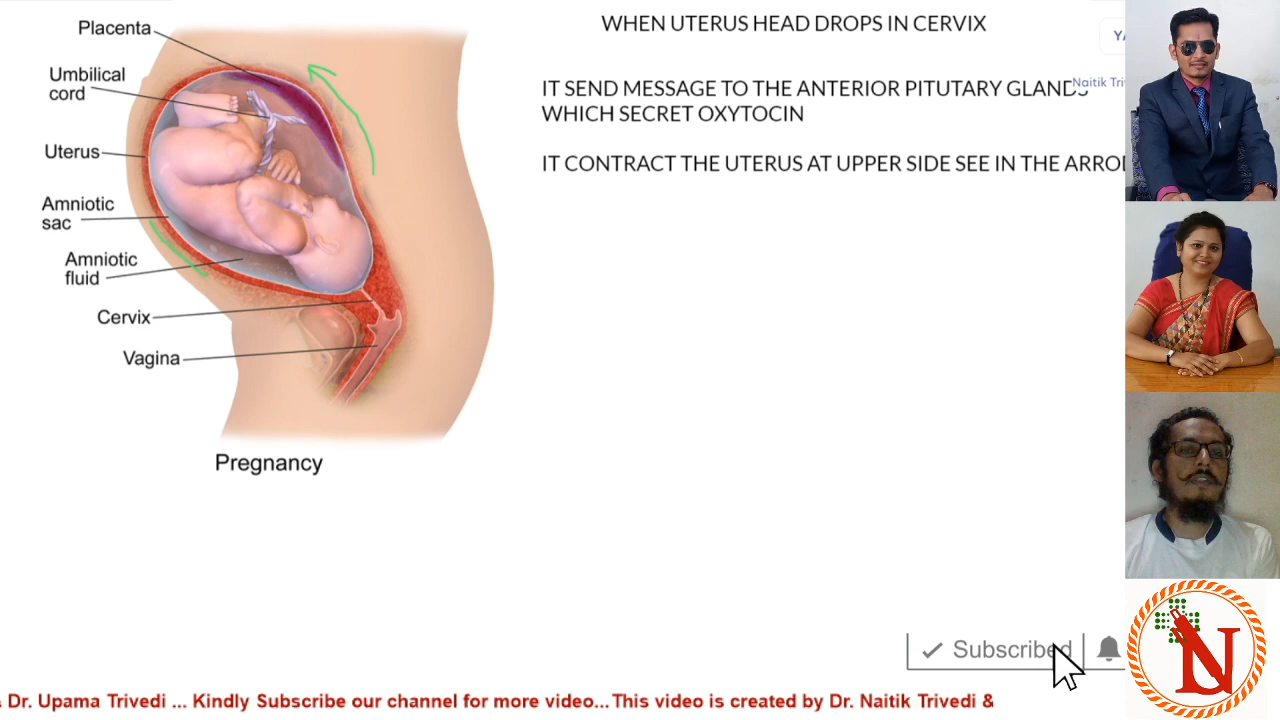 Placenta
Umbilical
cord
Uterus
Amniotic
sac
Amniotic
fluid
Cervix
Vagina
Pregnancy
WHEN UTERUS HEAD DROPS IN CERVIX
IT SEND MESSAGE TO THE ANTERIOR PITUTARY GLANDS
WHICH SECRET OXYTOCIN
IT CONTRACT THE UTERUS AT UPPER SIDE SEE IN THE
Naitik
Subscribed
N
Dr. Upama Trivedi ... Kindly Subscribe our channel for more video...This video is created by Dr. Naitik Trivedi &